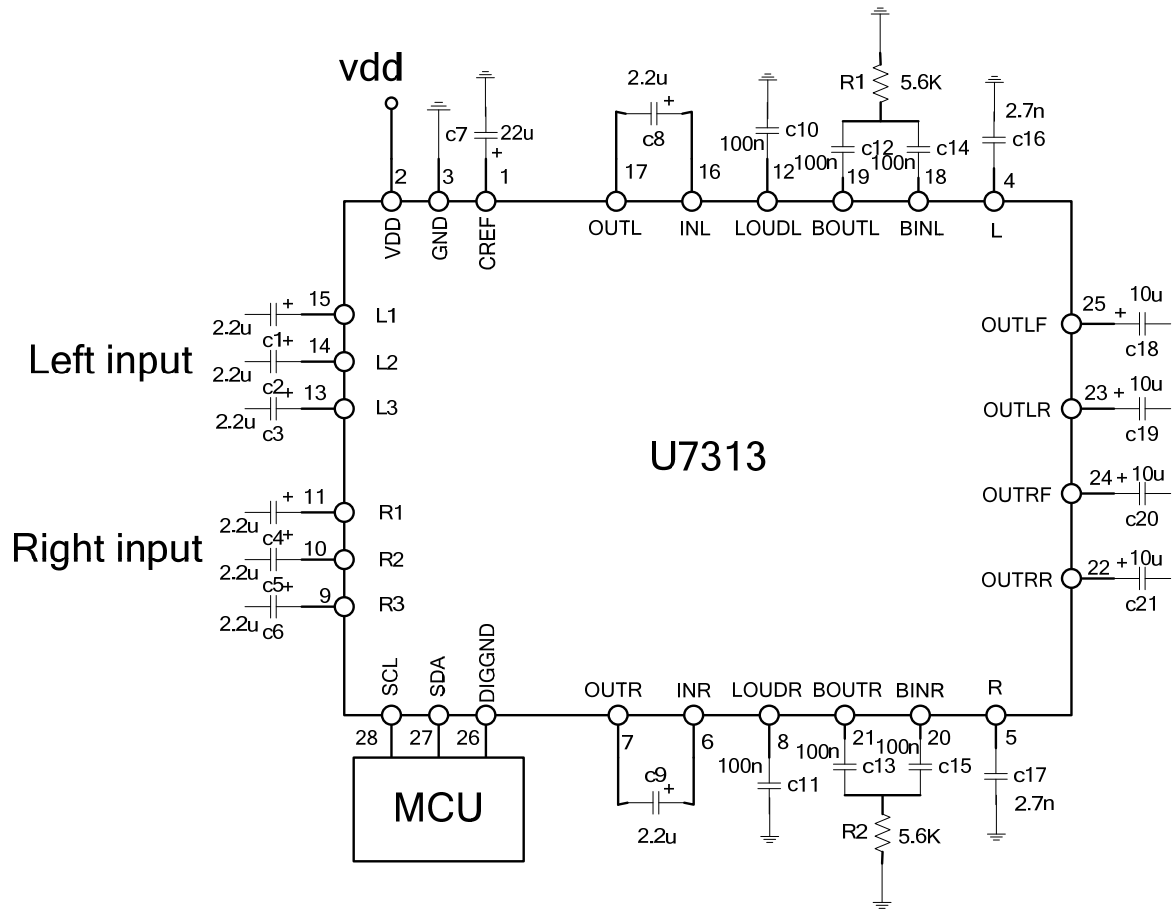 vdd
c7
22u
+
2
3
1
VDD
GND
CREF
2.2u
+
c8
17
16
OUTL
INL
100n
c10
12
LOUDL
R1
5.6K
c12
100n
19
BOUTL
c14
100n
18
BINL
2.7n
c16
4
L
Left input
2.2u
+
15
L1
c1+
2.2u
14
L2
c2+
2.2u
13
L3
c3
Right input
2.2u
+
11
R1
c4+
2.2u
10
R2
c5+
2.2u
9
R3
c6
U7313
OUTLF
25
+
10u
c18
OUTLR
23
+
10u
c19
OUTRF
24
+
10u
c20
OUTRR
22
+
10u
c21
SCL
SDA
DIGGND
28
27
26
MCU
OUTR
INR
7
6
c9
+
2.2u
LOUDR
8
100n
c11
BOUTR
21
100n
c13
BINR
20
100n
c15
R2
5.6K
R
5
c17
2.7n